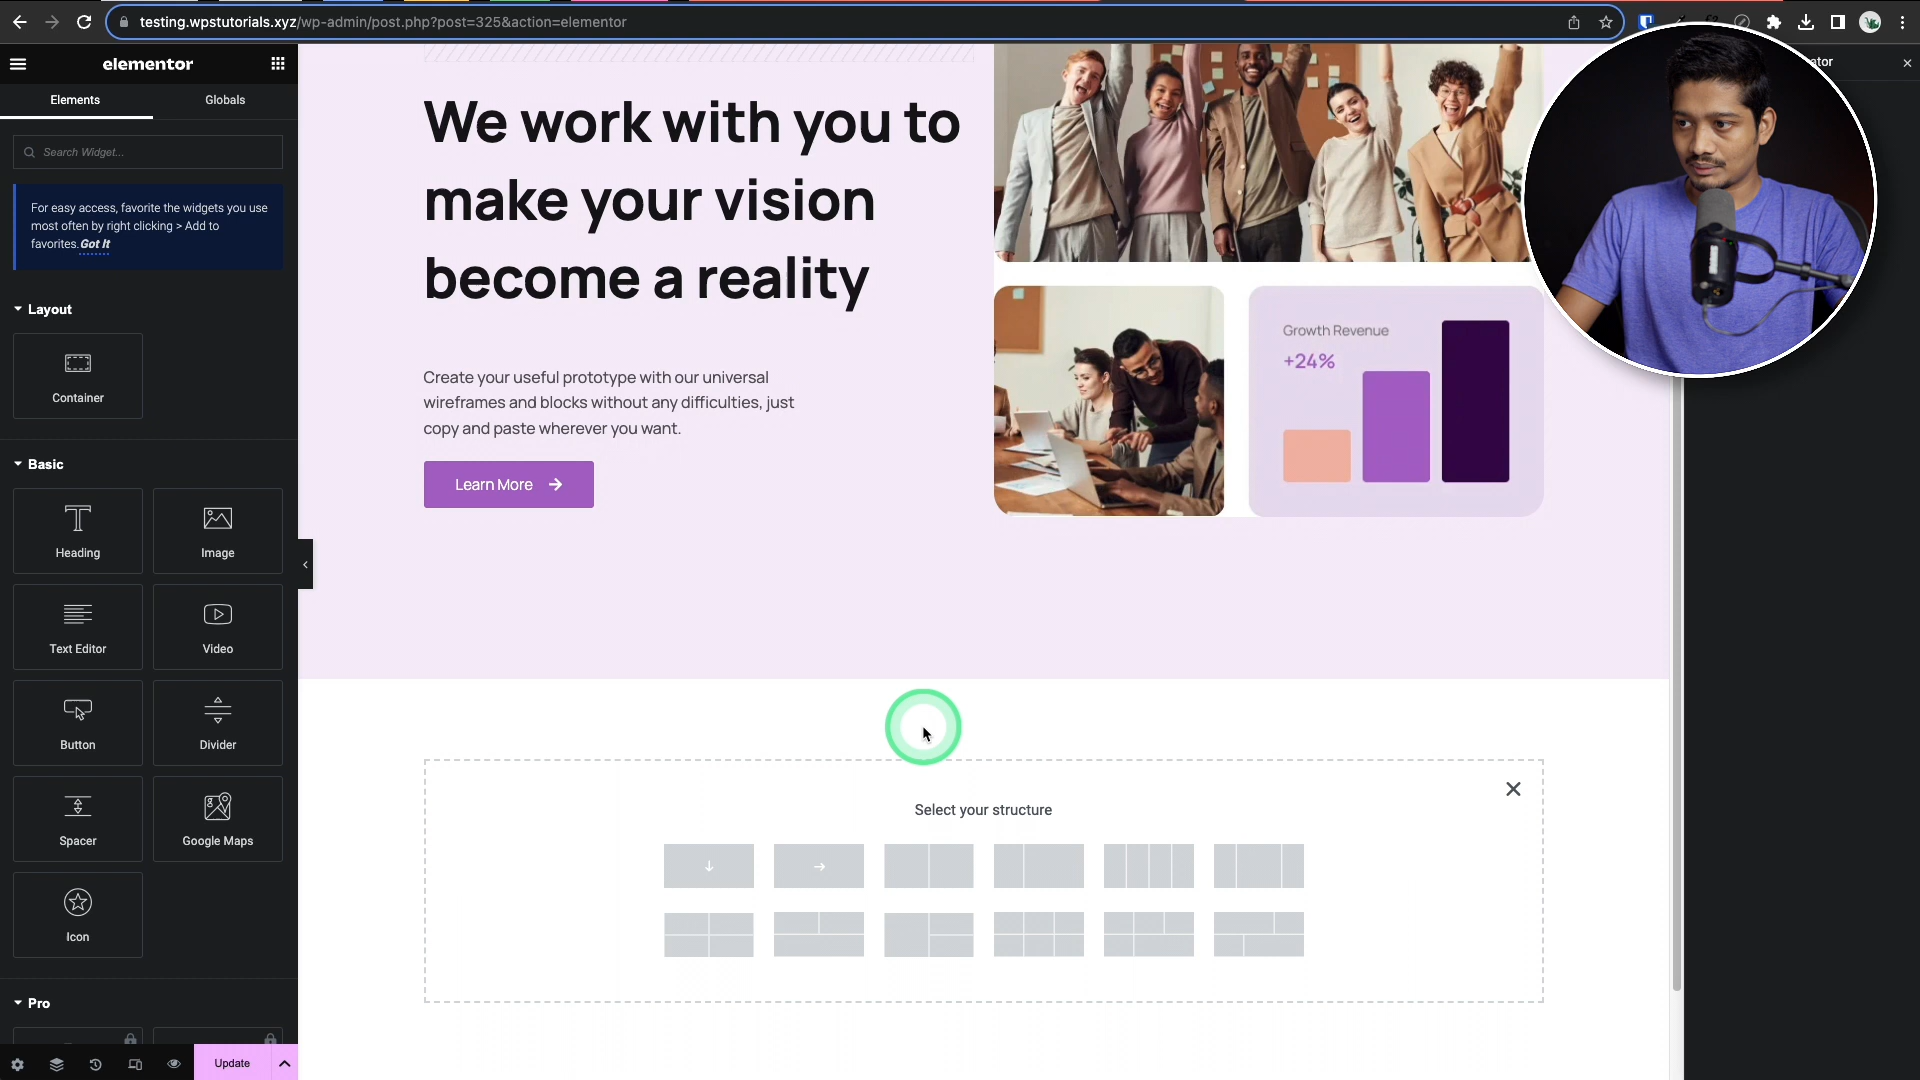 testing.wpstutorials.xyz/wp-admin/post.php?post=325&action=elementor
elementor
Elements
Globals
Search Widget...
For easy access, favorite the widgets you use
most often by right clicking > Add to
favorites. Got It
Layout
Container
Basic
Heading
Image
Text Editor
Video
Button
Divider
Spacer
Google Maps
Icon
Pro
Update
We work with you to
make your vision
become a reality
Create your useful prototype with our universal
wireframes and blocks without any difficulties, just
copy and paste wherever you want.
Learn More
Growth Revenue
+24%
Select your structure